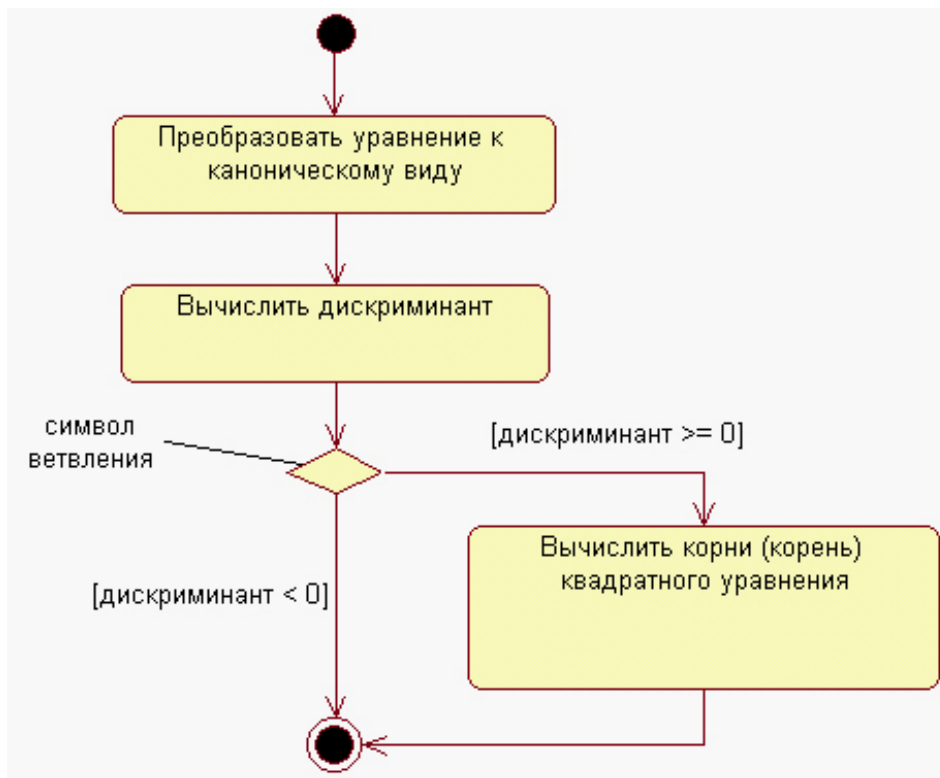 Преобразовать уравнение к
каноническому виду
Вычислить дискриминант
символ
ветвления
[дискриминант >= 0]
Вычислить корни (корень)
квадратного уравнения
[дискриминант < 0]